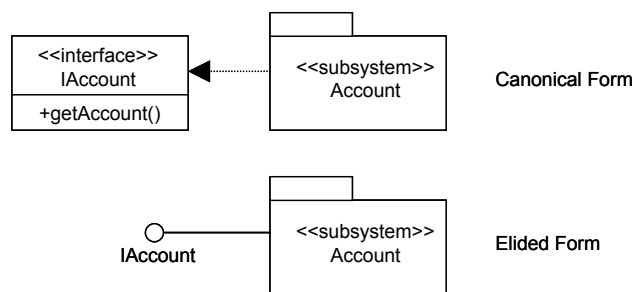 <<interface>>
IAccount
+getAccount()
<<subsystem>>
Account
Canonical Form
IAccount
<<subsystem>>
Account
Elided Form